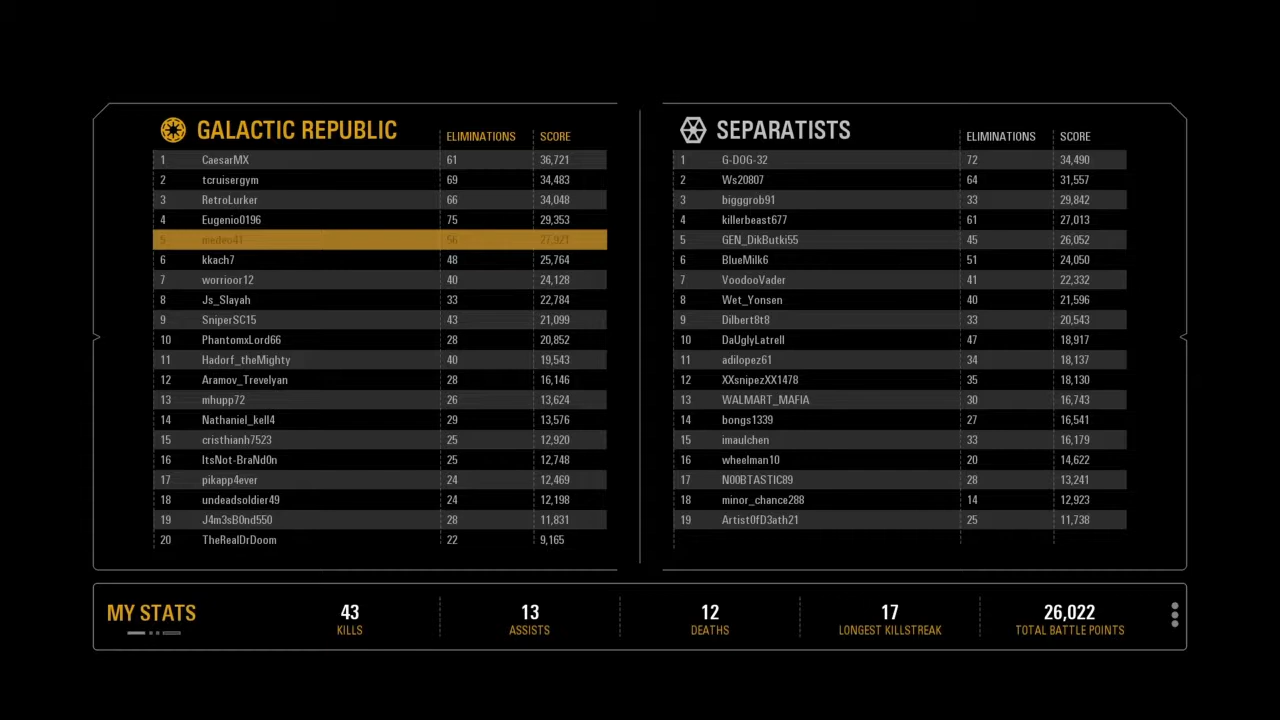 GALACTIC REPUBLIC ELIMINATIONS SCORE
1 CaesarMX 61 36,721
2 tcruisergym 69 34,483
3 RetroLurker 66 34,048
4 Eugenio0196 75 29,353
5 medeo41 56 27,921
6 kkach7 48 25,764
7 worrioor12 40 24,128
8 Js_Slayah 33 22,784
9 SniperSC15 43 21,099
10 PhantomxLord66 28 20,852
11 Hadorf_theMighty 40 19,543
12 Aramov_Trevelyan 28 16,146
13 mhupp72 26 13,624
14 Nathaniel_kell4 29 13,576
15 cristhianh7523 25 12,920
16 ItsNot-BraNd0n 25 12,748
17 pikapp4ever 24 12,469
18 undeadsoldier49 24 12,198
19 J4m3sB0nd550 28 11,831
20 TheRealDrDoom 22 9,165
SEPARATISTS ELIMINATIONS SCORE
1 G-DOG-32 72 34,490
2 Ws20807 64 31,557
3 bigggrob91 33 29,842
4 killerbeast677 61 27,013
5 GEN_DikButki55 45 26,052
6 BlueMilk6 51 24,050
7 VoodooVader 41 22,332
8 Wet_Yonsen 40 21,596
9 Dilbert8t8 33 20,543
10 DaUglyLatrell 47 18,917
11 adilopez61 34 18,137
12 XXsnipezXX1478 35 18,130
13 WALMART_MAFIA 30 16,743
14 bongs1339 27 16,541
15 imaulchen 33 16,179
16 wheelman10 20 14,622
17 N00BTASTIC89 28 13,241
18 minor_chance288 14 12,923
19 Artist0fD3ath21 25 11,738
MY STATS
43 13 12 17 26,022
KILLS ASSISTS DEATHS LONGEST KILLSTREAK TOTAL BATTLE POINTS